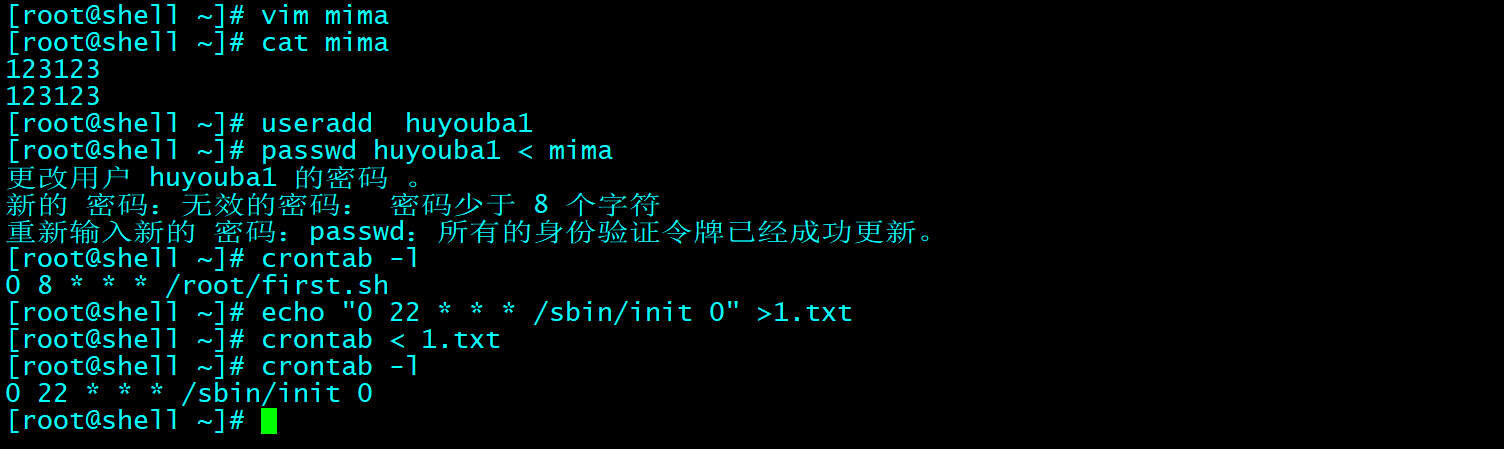 [root@shell ~]# vim mima
[root@shell ~]# cat mima
123123
123123
[root@shell ~]# useradd  huyouba1
[root@shell ~]# passwd huyouba1 < mima
更改用户 huyouba1 的密码 。
新的 密码：无效的密码： 密码少于 8 个字符
重新输入新的 密码：passwd：所有的身份验证令牌已经成功更新。
[root@shell ~]# crontab -l
0 8 * * * /root/first.sh
[root@shell ~]# echo "0 22 * * * /sbin/init 0" >1.txt
[root@shell ~]# crontab < 1.txt
[root@shell ~]# crontab -l
0 22 * * * /sbin/init 0
[root@shell ~]#